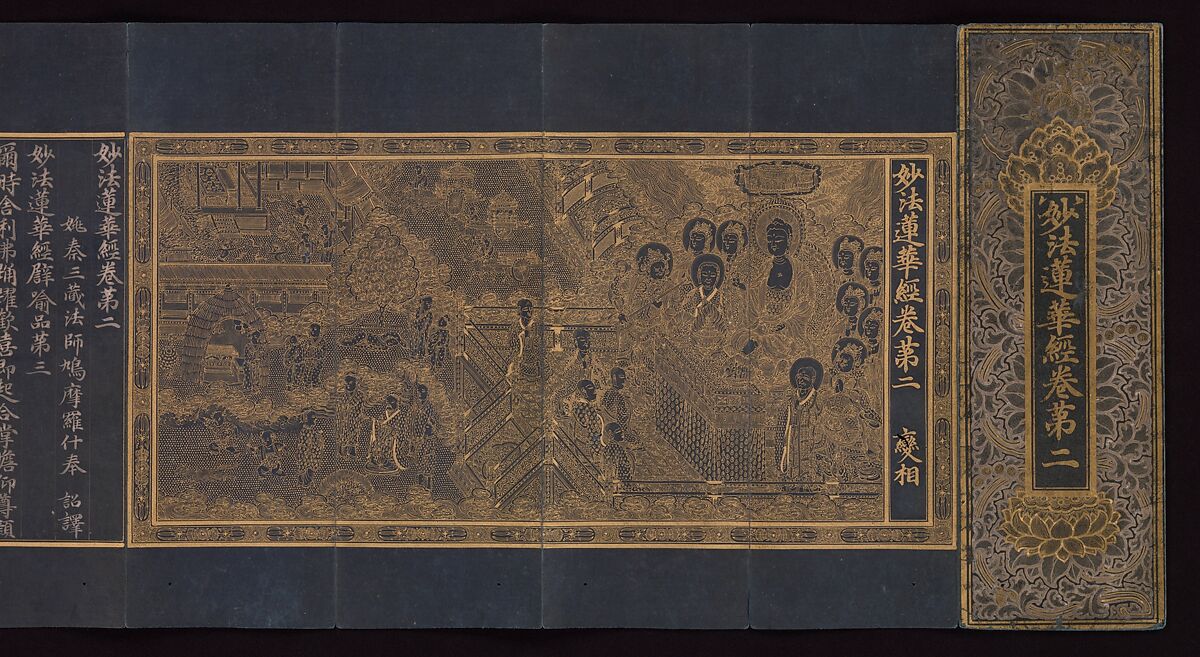 妙法蓮華經卷苐二
妙法蓮華經卷苐二 變相
妙法蓮華經卷苐二
姚秦三蔵法師鳩摩羅什奉 詔譯
妙法蓮華經譬喻品苐三
爾時舍利弗踊躍歡喜即起合掌瞻仰尊顔